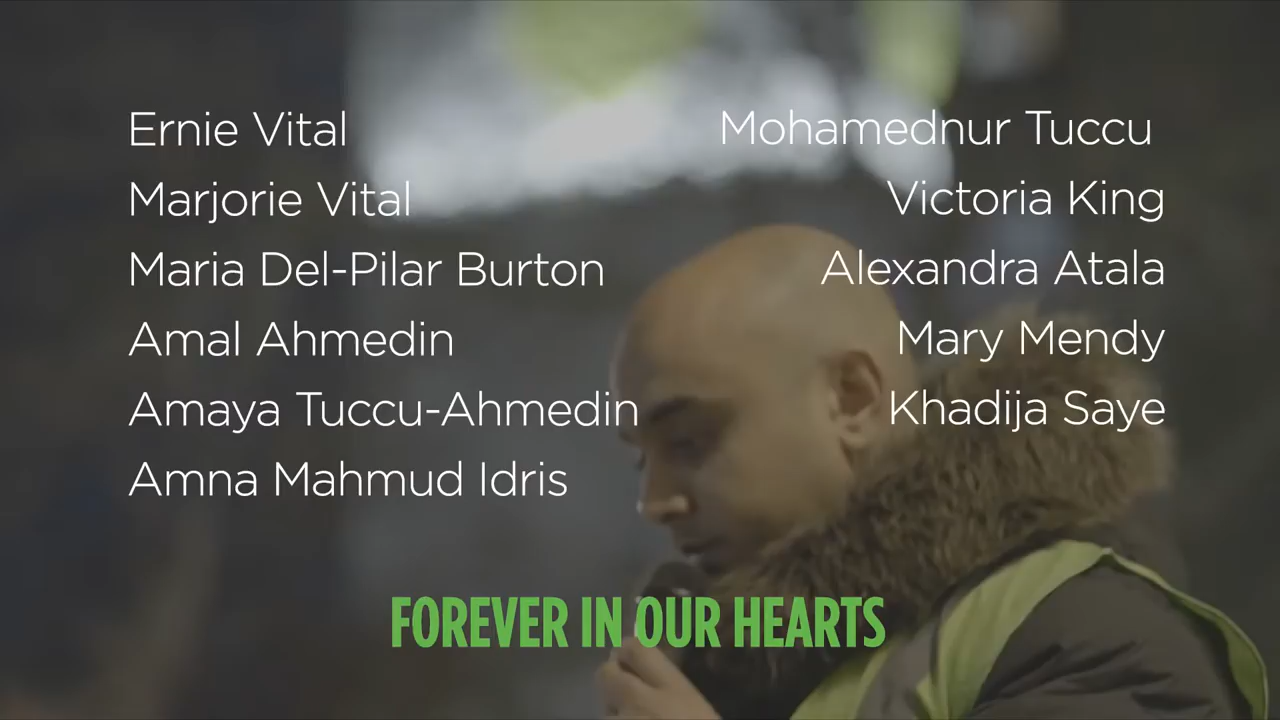 Ernie Vital
Marjorie Vital
Maria Del-Pilar Burton
Amal Ahmedin
Amaya Tuccu-Ahmedin
Amna Mahmud Idris
Mohamednur Tuccu
Victoria King
Alexandra Atala
Mary Mendy
Khadija Saye
FOREVER IN OUR HEARTS